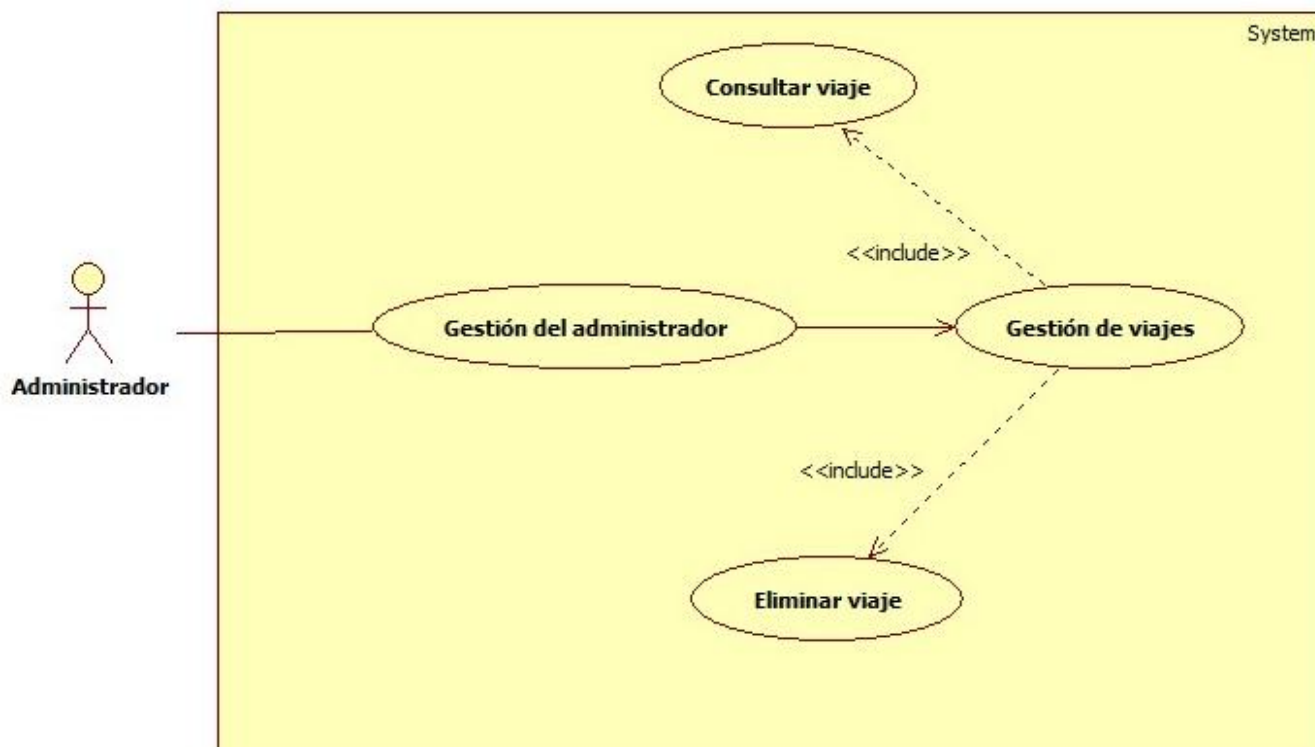 System
Consultar viaje
<<include>>
Gestión del administrador
Gestión de viajes
Administrador
<<include>>
Eliminar viaje